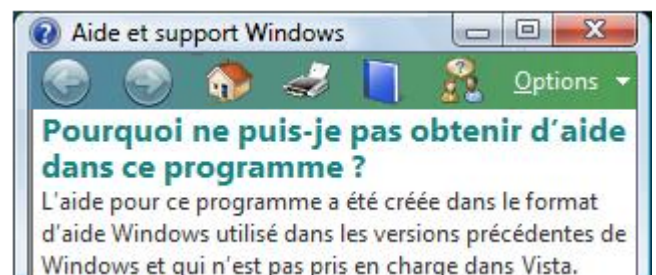 Aide et support Windows
Options
Pourquoi ne puis-je pas obtenir d'aide
dans ce programme ?
L'aide pour ce programme a été créée dans le format
d'aide Windows utilisé dans les versions précédentes de
Windows et qui n'est pas pris en charge dans Vista.